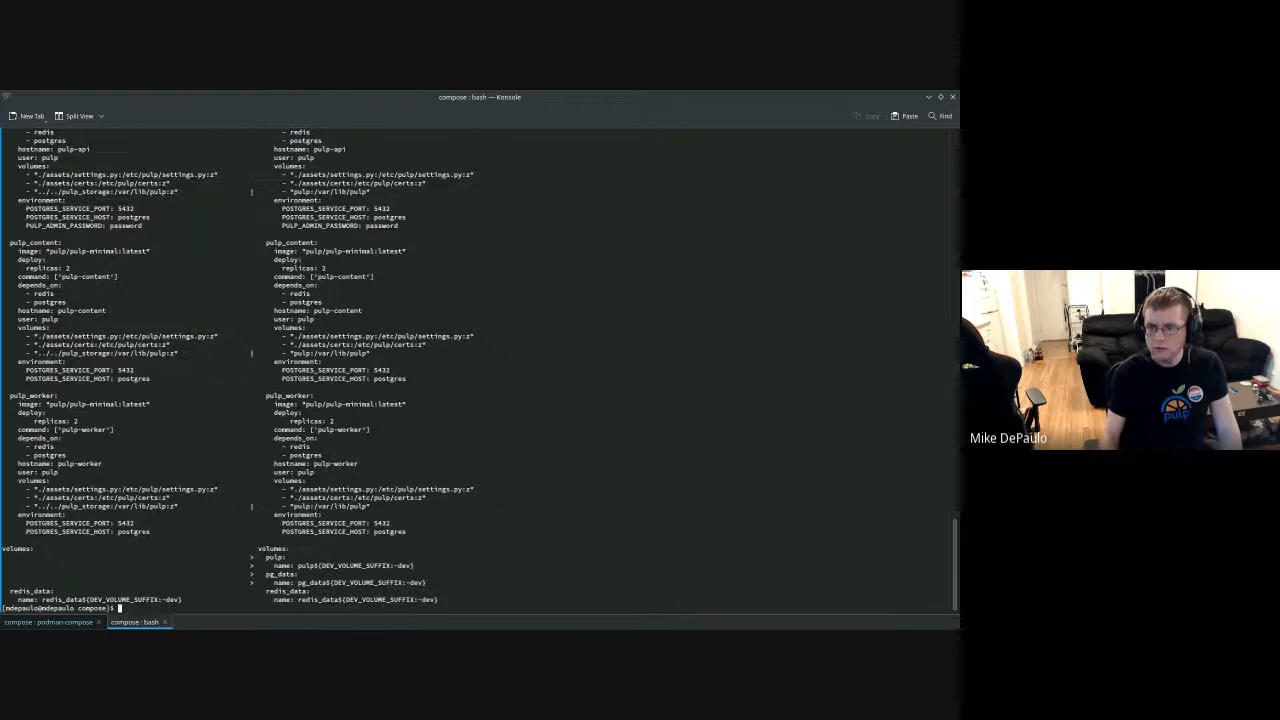 compose : bash — Konsole
New Tab Split View Copy Paste Find
- redis - redis
- postgres - postgres
hostname: pulp-api hostname: pulp-api
user: pulp user: pulp
volumes: volumes:
- "./assets/settings.py:/etc/pulp/settings.py:z" - "./assets/settings.py:/etc/pulp/settings.py:z"
- "./assets/certs:/etc/pulp/certs:z" - "./assets/certs:/etc/pulp/certs:z"
- "../../pulp_storage:/var/lib/pulp:z" | - "pulp:/var/lib/pulp"
environment: environment:
POSTGRES_SERVICE_PORT: 5432 POSTGRES_SERVICE_PORT: 5432
POSTGRES_SERVICE_HOST: postgres POSTGRES_SERVICE_HOST: postgres
PULP_ADMIN_PASSWORD: password PULP_ADMIN_PASSWORD: password
pulp_content: pulp_content:
image: "pulp/pulp-minimal:latest" image: "pulp/pulp-minimal:latest"
deploy: deploy:
replicas: 2 replicas: 2
command: ['pulp-content'] command: ['pulp-content']
depends_on: depends_on:
- redis - redis
- postgres - postgres
hostname: pulp-content hostname: pulp-content
user: pulp user: pulp
volumes: volumes:
- "./assets/settings.py:/etc/pulp/settings.py:z" - "./assets/settings.py:/etc/pulp/settings.py:z"
- "./assets/certs:/etc/pulp/certs:z" - "./assets/certs:/etc/pulp/certs:z"
- "../../pulp_storage:/var/lib/pulp:z" | - "pulp:/var/lib/pulp"
environment: environment:
POSTGRES_SERVICE_PORT: 5432 POSTGRES_SERVICE_PORT: 5432
POSTGRES_SERVICE_HOST: postgres POSTGRES_SERVICE_HOST: postgres
pulp_worker: pulp_worker:
image: "pulp/pulp-minimal:latest" image: "pulp/pulp-minimal:latest"
deploy: deploy:
replicas: 2 replicas: 2
command: ['pulp-worker'] command: ['pulp-worker']
depends_on: depends_on:
- redis - redis
- postgres - postgres
hostname: pulp-worker hostname: pulp-worker
user: pulp user: pulp
volumes: volumes:
- "./assets/settings.py:/etc/pulp/settings.py:z" - "./assets/settings.py:/etc/pulp/settings.py:z"
- "./assets/certs:/etc/pulp/certs:z" - "./assets/certs:/etc/pulp/certs:z"
- "../../pulp_storage:/var/lib/pulp:z" | - "pulp:/var/lib/pulp"
environment: environment:
POSTGRES_SERVICE_PORT: 5432 POSTGRES_SERVICE_PORT: 5432
POSTGRES_SERVICE_HOST: postgres POSTGRES_SERVICE_HOST: postgres
volumes: volumes:
> pulp:
> name: pulp${DEV_VOLUME_SUFFIX:-dev}
> pg_data:
> name: pg_data${DEV_VOLUME_SUFFIX:-dev}
redis_data: redis_data:
name: redis_data${DEV_VOLUME_SUFFIX:-dev} name: redis_data${DEV_VOLUME_SUFFIX:-dev}
[mdepaulo@mdepaulo compose]$
compose : podman-compose compose : bash
pulp
Mike DePaulo